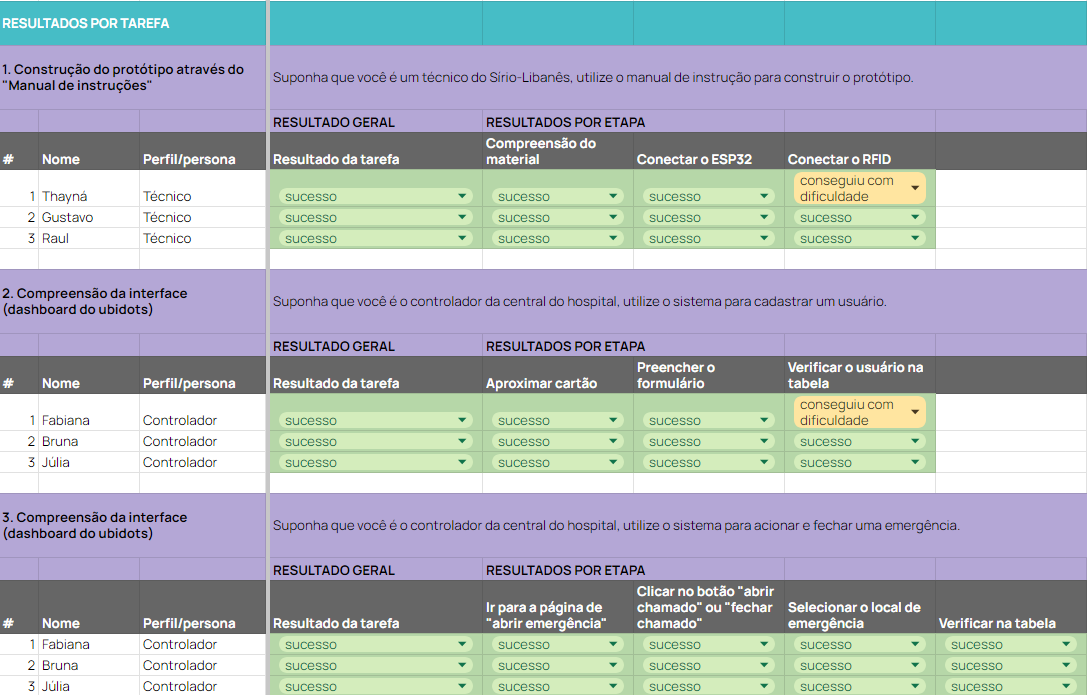 RESULTADOS POR TAREFA
1. Construção do protótipo através do
"Manual de instruções"
Suponha que você é um técnico do Sírio-Libanês, utilize o manual de instrução para construir o protótipo.
RESULTADO GERAL RESULTADOS POR ETAPA
# Nome Perfil/persona Resultado da tarefa Compreensão do material Conectar o ESP32 Conectar o RFID
1 Thayná Técnico sucesso sucesso sucesso conseguiu com dificuldade
2 Gustavo Técnico sucesso sucesso sucesso sucesso
3 Raul Técnico sucesso sucesso sucesso sucesso
2. Compreensão da interface
(dashboard do ubidots)
Suponha que você é o controlador da central do hospital, utilize o sistema para cadastrar um usuário.
RESULTADO GERAL RESULTADOS POR ETAPA
# Nome Perfil/persona Resultado da tarefa Aproximar cartão Preencher o formulário Verificar o usuário na tabela
1 Fabiana Controlador sucesso sucesso sucesso conseguiu com dificuldade
2 Bruna Controlador sucesso sucesso sucesso sucesso
3 Júlia Controlador sucesso sucesso sucesso sucesso
3. Compreensão da interface
(dashboard do ubidots)
Suponha que você é o controlador da central do hospital, utilize o sistema para acionar e fechar uma emergência.
RESULTADO GERAL RESULTADOS POR ETAPA
# Nome Perfil/persona Resultado da tarefa Ir para a página de "abrir emergência" Clicar no botão "abrir chamado" ou "fechar chamado" Selecionar o local de emergência Verificar na tabela
1 Fabiana Controlador sucesso sucesso sucesso sucesso sucesso
2 Bruna Controlador sucesso sucesso sucesso sucesso sucesso
3 Júlia Controlador sucesso sucesso sucesso sucesso sucesso